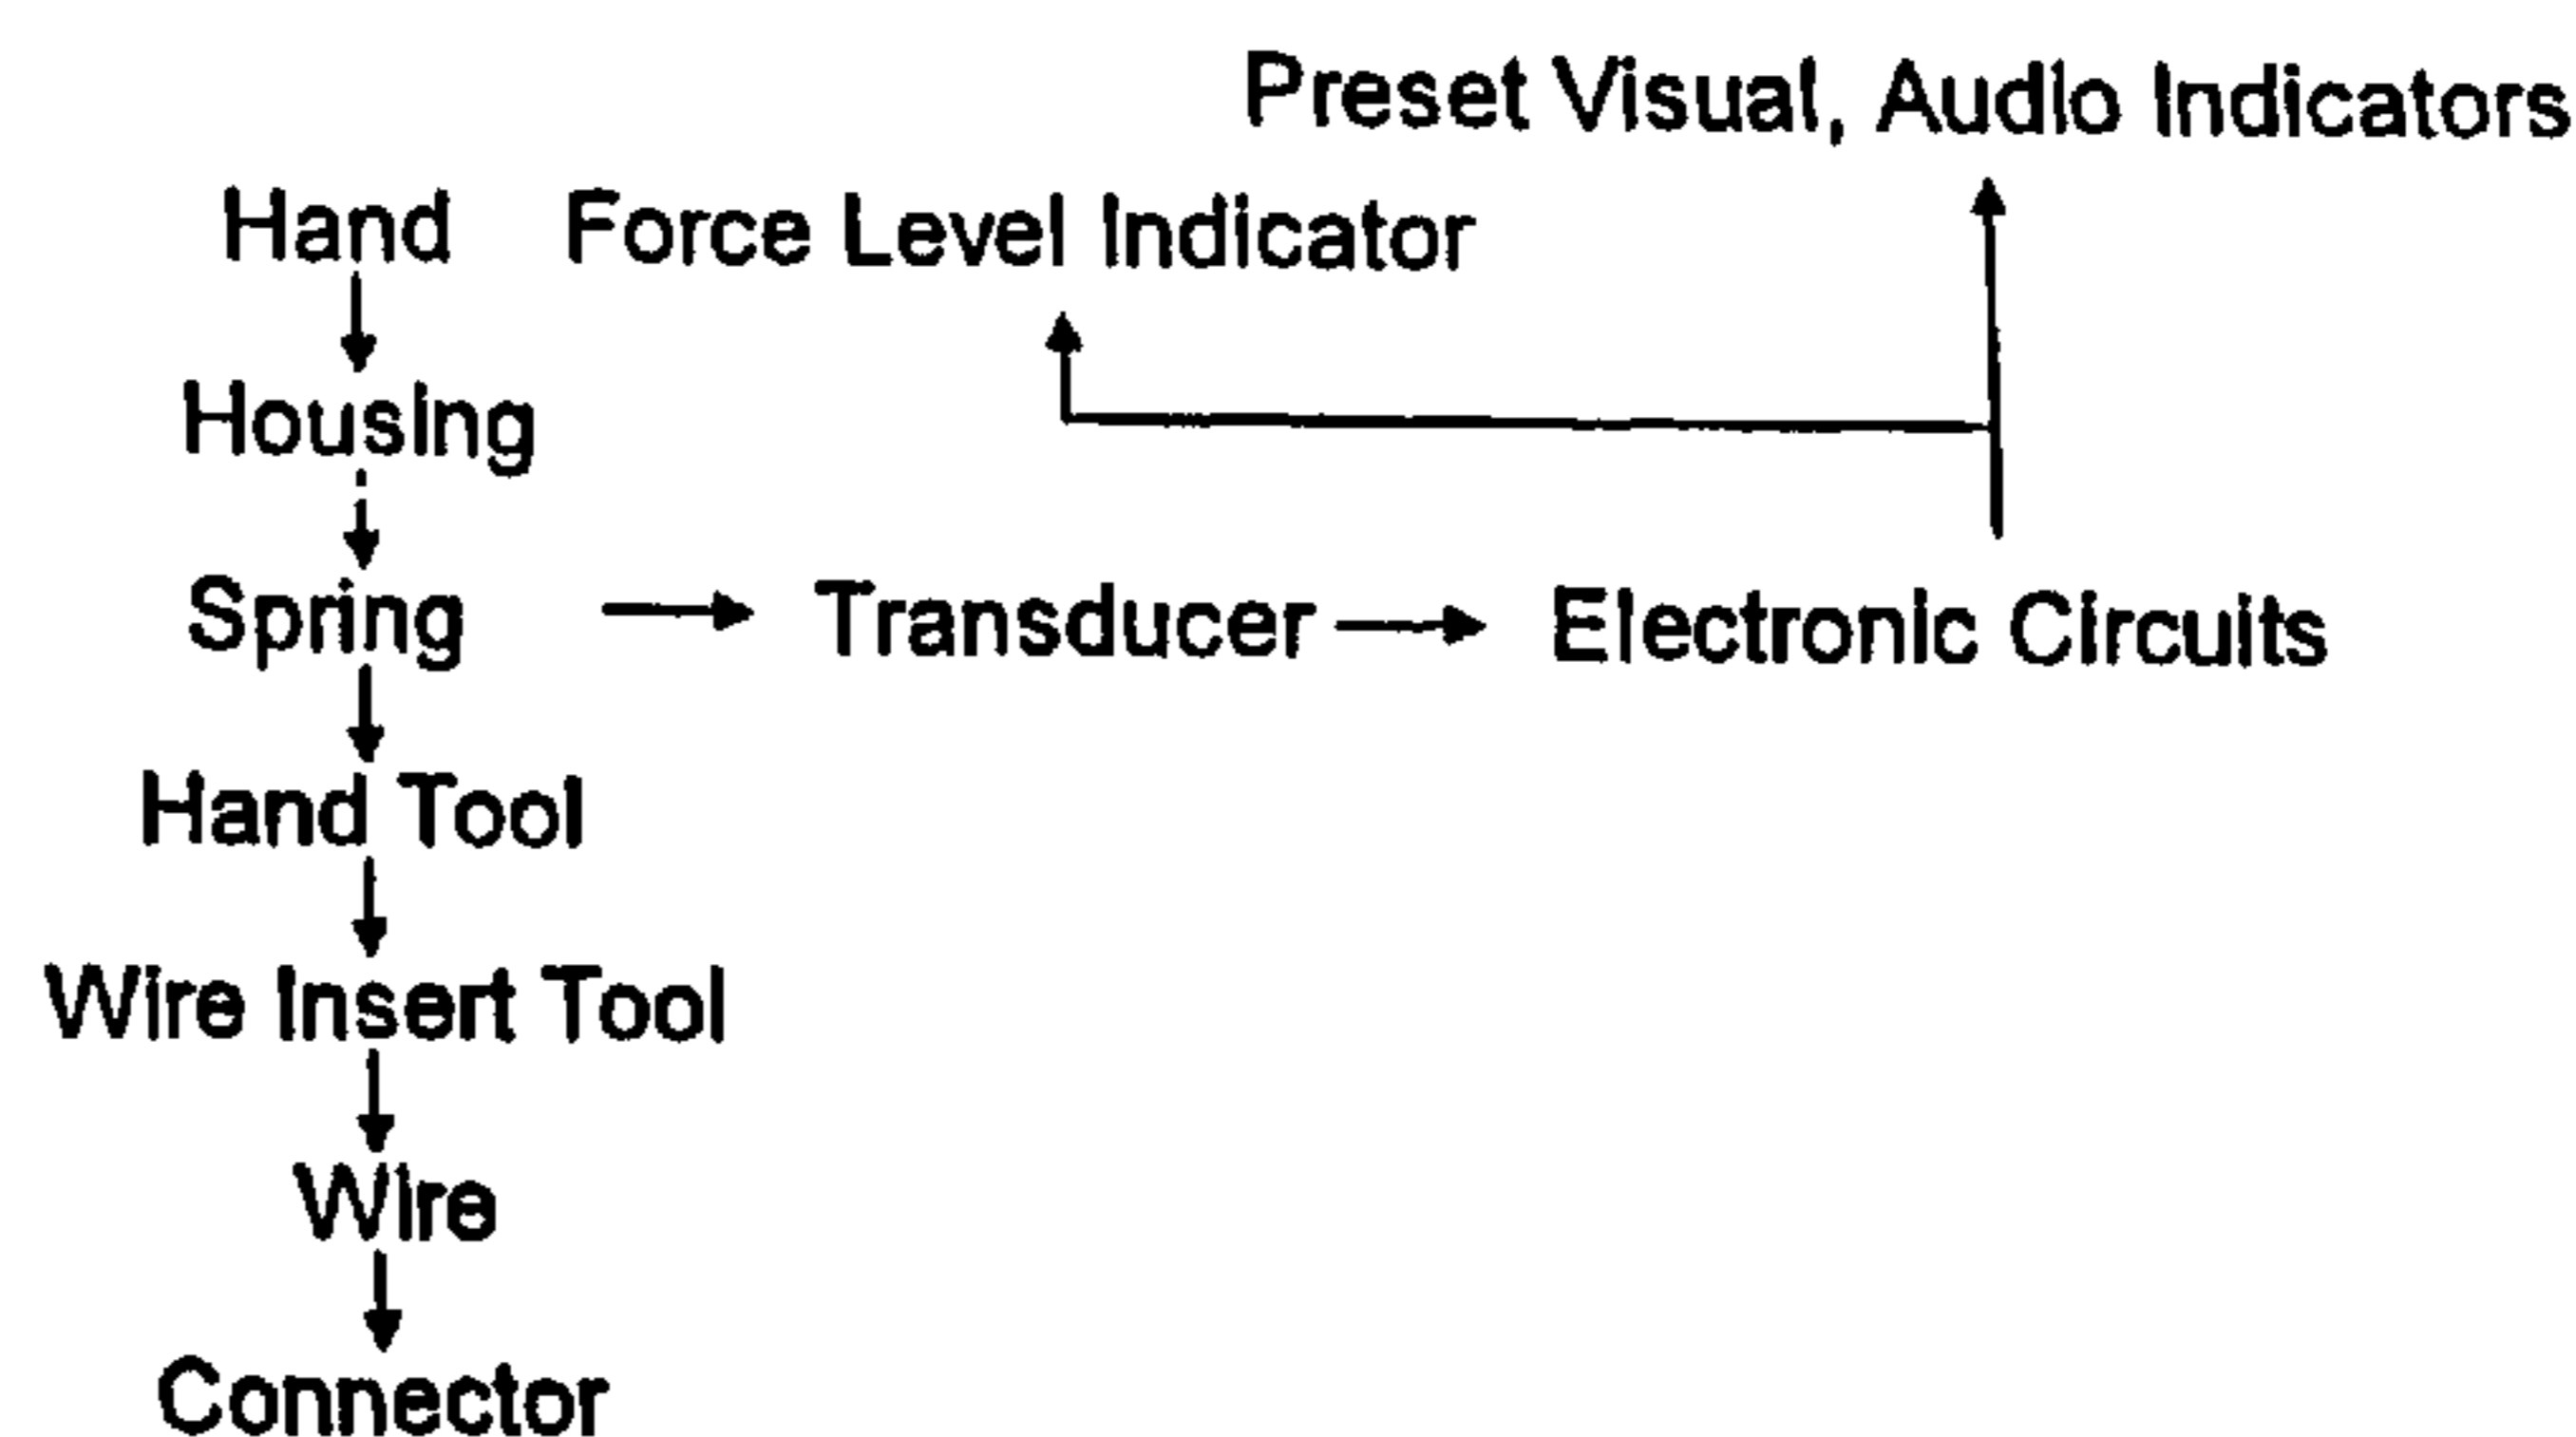 Preset Visual, Audio Indicators
Hand
Force Level Indicator
Housing
Spring
Transducer
Electronic Circuits
Hand Tool
Wire Insert Tool
Wire
Connector